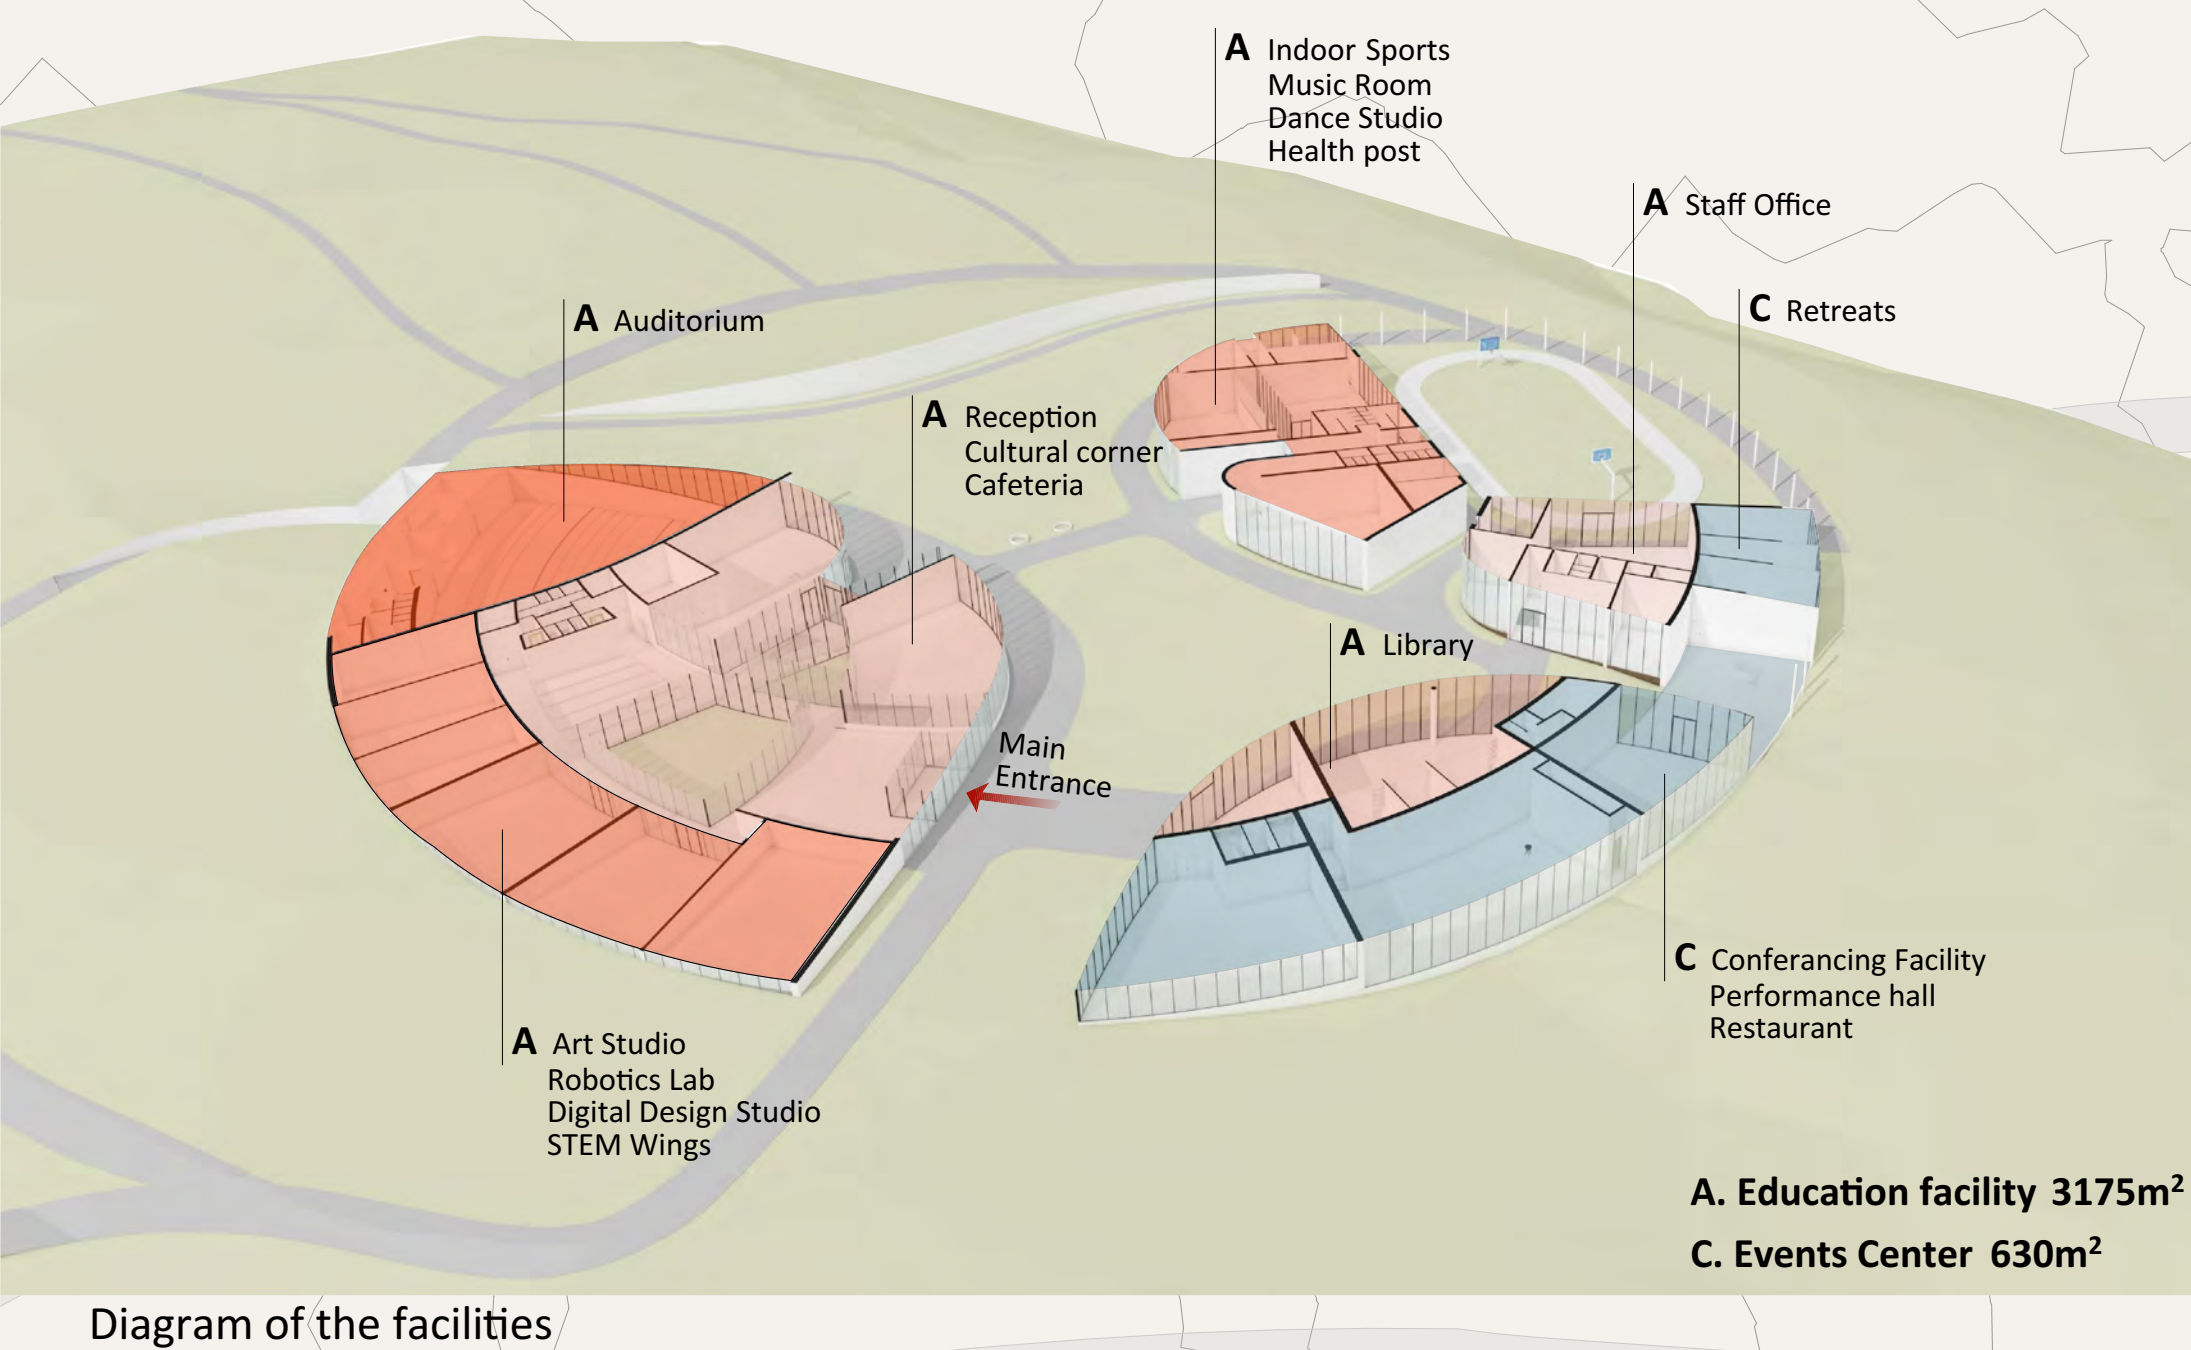 A Indoor Sports
Music Room
Dance Studio
Health post
A Staff Office
C Retreats
A Auditorium
A Reception
Cultural corner
Cafeteria
A Library
Main
Entrance
C Conferancing Facility
Performance hall
Restaurant
A Art Studio
Robotics Lab
Digital Design Studio
STEM Wings
A. Education facility 3175m²
C. Events Center 630m²
Diagram of the facilities